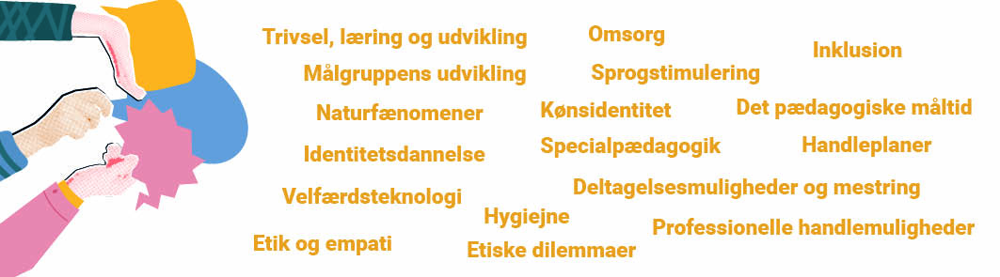 Trivsel, læring og udvikling
Omsorg
Inklusion
Målgruppens udvikling
Sprogstimulering
Naturfænomener
Kønsidentitet
Det pædagogiske måltid
Identitetsdannelse
Specialpædagogik
Handleplaner
Velfærdsteknologi
Deltagelsesmuligheder og mestring
Hygiejne
Professionelle handlemuligheder
Etik og empati
Etiske dilemmaer